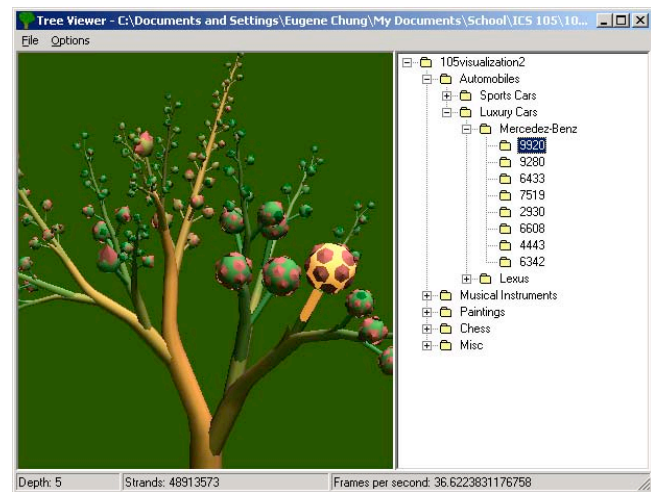 Tree Viewer - C:\Documents and Settings\Eugene Chung\My Documents\School\ICS 105\10...
File Options
105visualization2
Automobiles
Sports Cars
Luxury Cars
Mercedez-Benz
9920
9280
6433
7519
2930
6608
4443
6342
Lexus
Musical Instruments
Paintings
Chess
Misc
Depth: 5 Strands: 48913573 Frames per second: 36.6223831176758